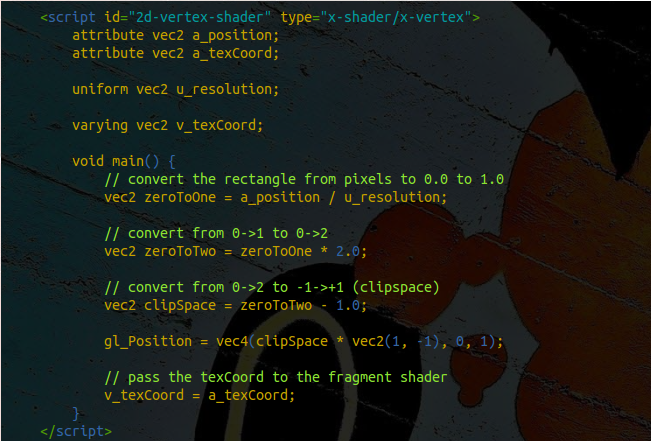 <script id="2d-vertex-shader" type="x-shader/x-vertex">
    attribute vec2 a_position;
    attribute vec2 a_texCoord;

    uniform vec2 u_resolution;

    varying vec2 v_texCoord;

    void main() {
        // convert the rectangle from pixels to 0.0 to 1.0
        vec2 zeroToOne = a_position / u_resolution;

        // convert from 0->1 to 0->2
        vec2 zeroToTwo = zeroToOne * 2.0;

        // convert from 0->2 to -1->+1 (clipspace)
        vec2 clipSpace = zeroToTwo - 1.0;

        gl_Position = vec4(clipSpace * vec2(1, -1), 0, 1);

        // pass the texCoord to the fragment shader
        v_texCoord = a_texCoord;
    }
</script>